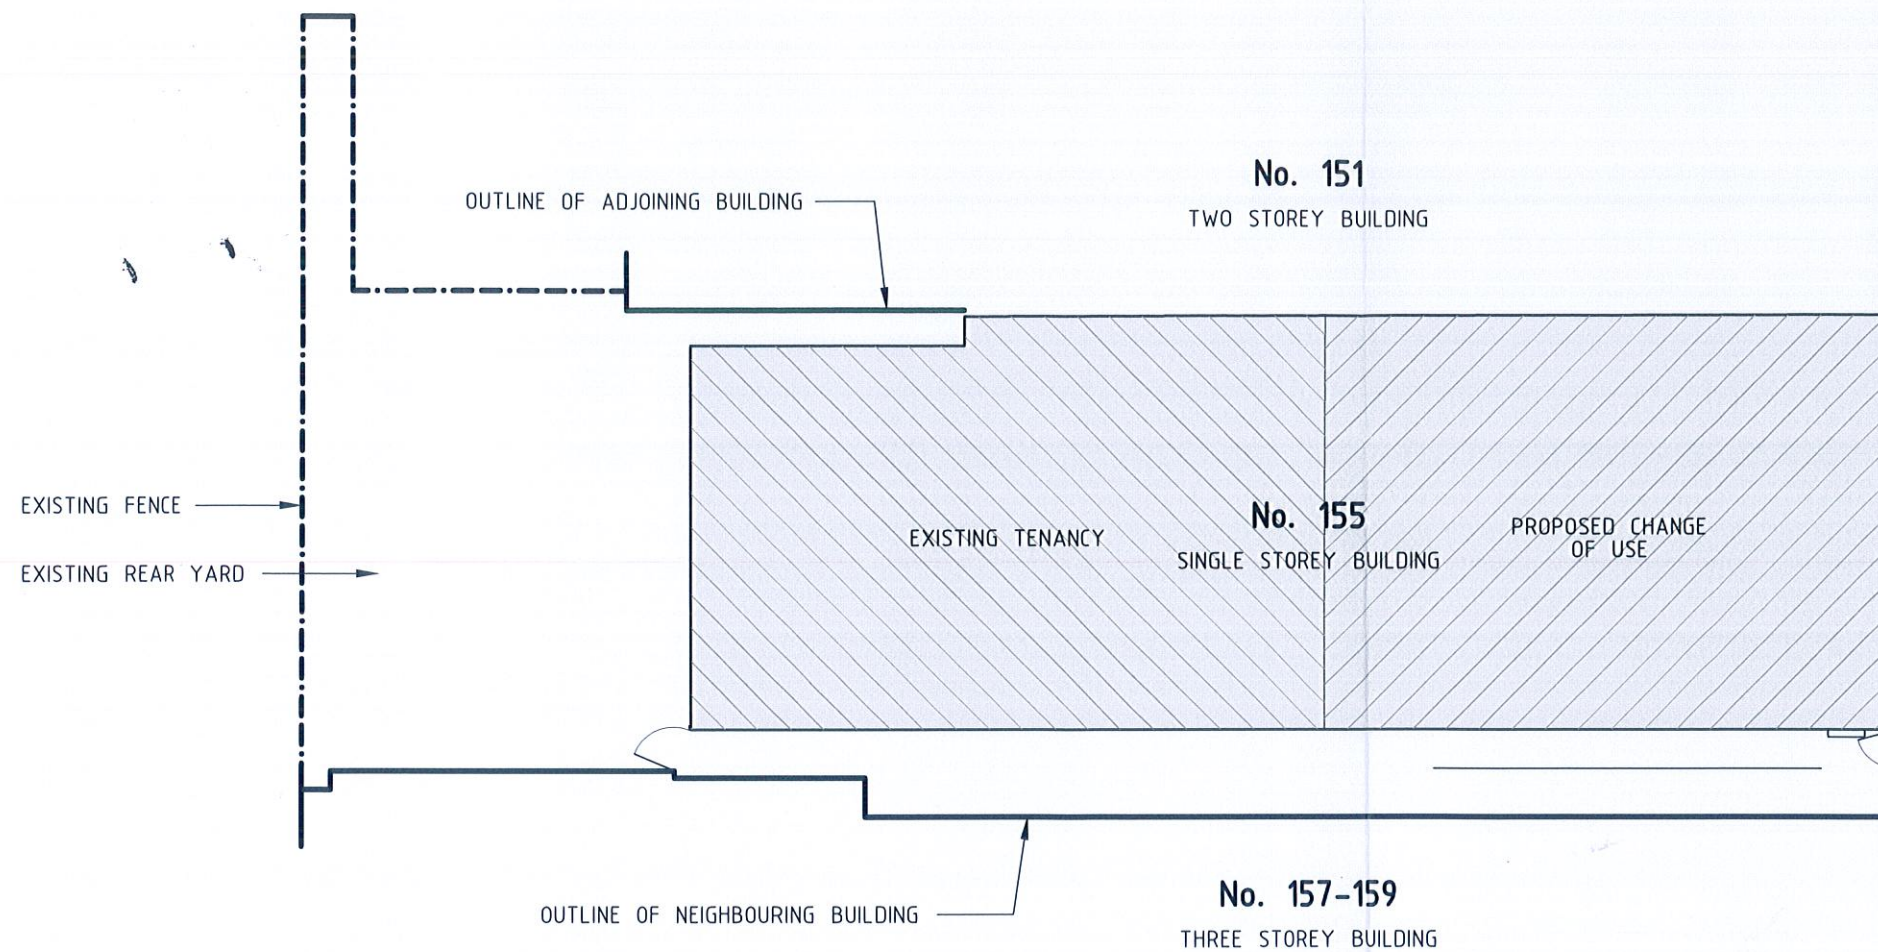 No. 151
TWO STOREY BUILDING
OUTLINE OF ADJOINING BUILDING
EXISTING FENCE
EXISTING REAR YARD
EXISTING TENANCY
No. 155
SINGLE STOREY BUILDING
PROPOSED CHANGE
OF USE
OUTLINE OF NEIGHBOURING BUILDING
No. 157-159
THREE STOREY BUILDING